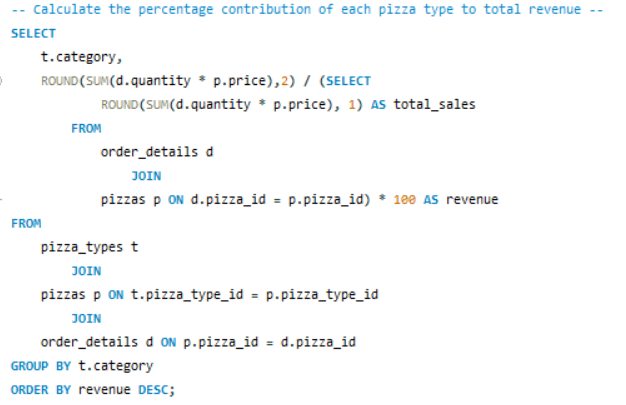 -- Calculate the percentage contribution of each pizza type to total revenue --
SELECT
t.category,
ROUND(SUM(d.quantity * p.price),2) / (SELECT
ROUND(SUM(d.quantity * p.price), 1) AS total_sales
FROM
order_details d
JOIN
pizzas p ON d.pizza_id = p.pizza_id) * 100 AS revenue
FROM
pizza_types t
JOIN
pizzas p ON t.pizza_type_id = p.pizza_type_id
JOIN
order_details d ON p.pizza_id = d.pizza_id
GROUP BY t.category
ORDER BY revenue DESC;